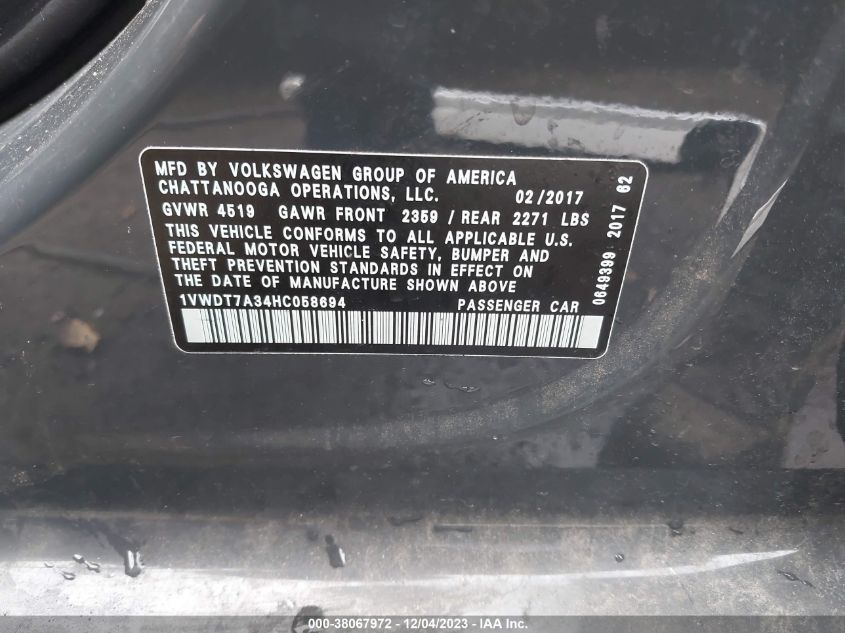 MFD BY VOLKSWAGEN GROUP OF AMERICA
CHATTANOOGA OPERATIONS, LLC. 02/2017
GVWR 4519 GAWR FRONT 2359 / REAR 2271 LBS
THIS VEHICLE CONFORMS TO ALL APPLICABLE U.S.
FEDERAL MOTOR VEHICLE SAFETY, BUMPER AND
THEFT PREVENTION STANDARDS IN EFFECT ON
THE DATE OF MANUFACTURE SHOWN ABOVE
1VWDT7A34HC058694 PASSENGER CAR
0649399 2017 62
000-38067972 - 12/04/2023 - IAA Inc.